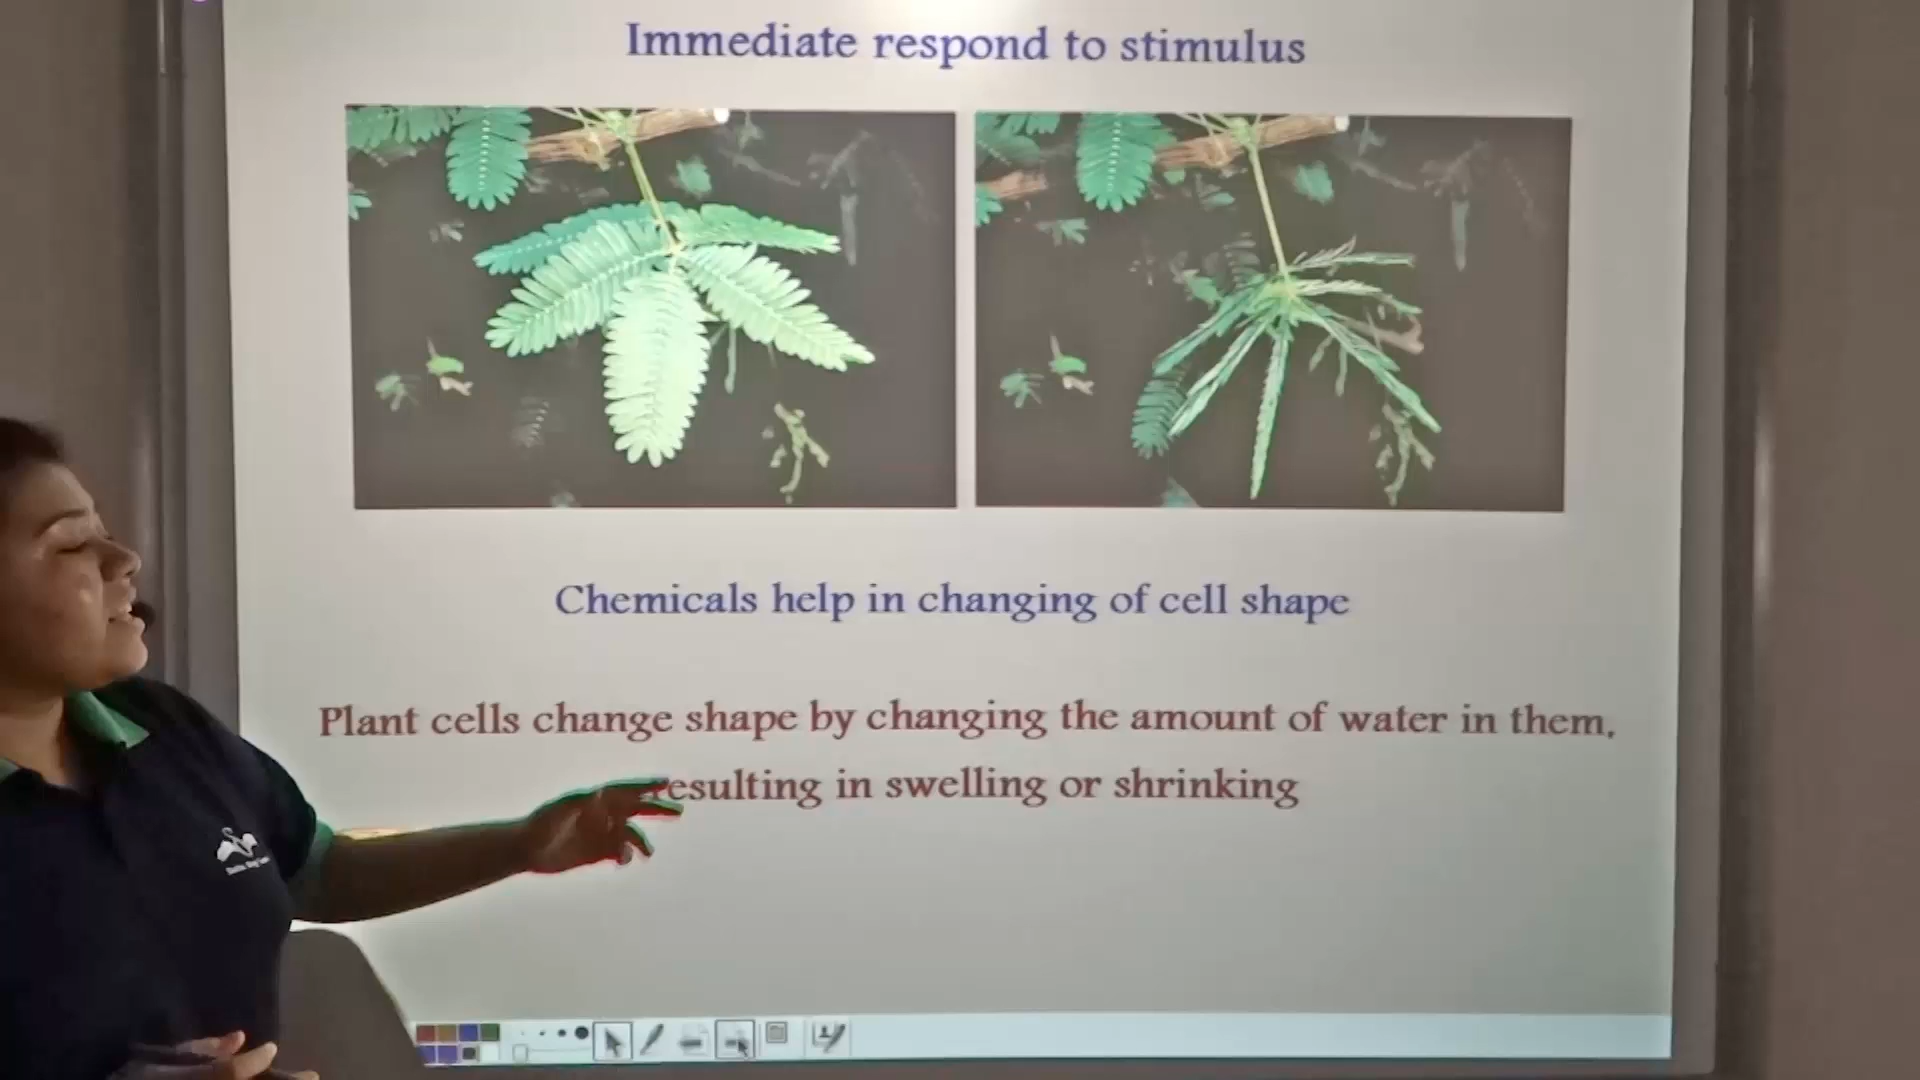 Immediate respond to stimulus
Chemicals help in changing of cell shape
Plant cells change shape by changing the amount of water in them,
resulting in swelling or shrinking